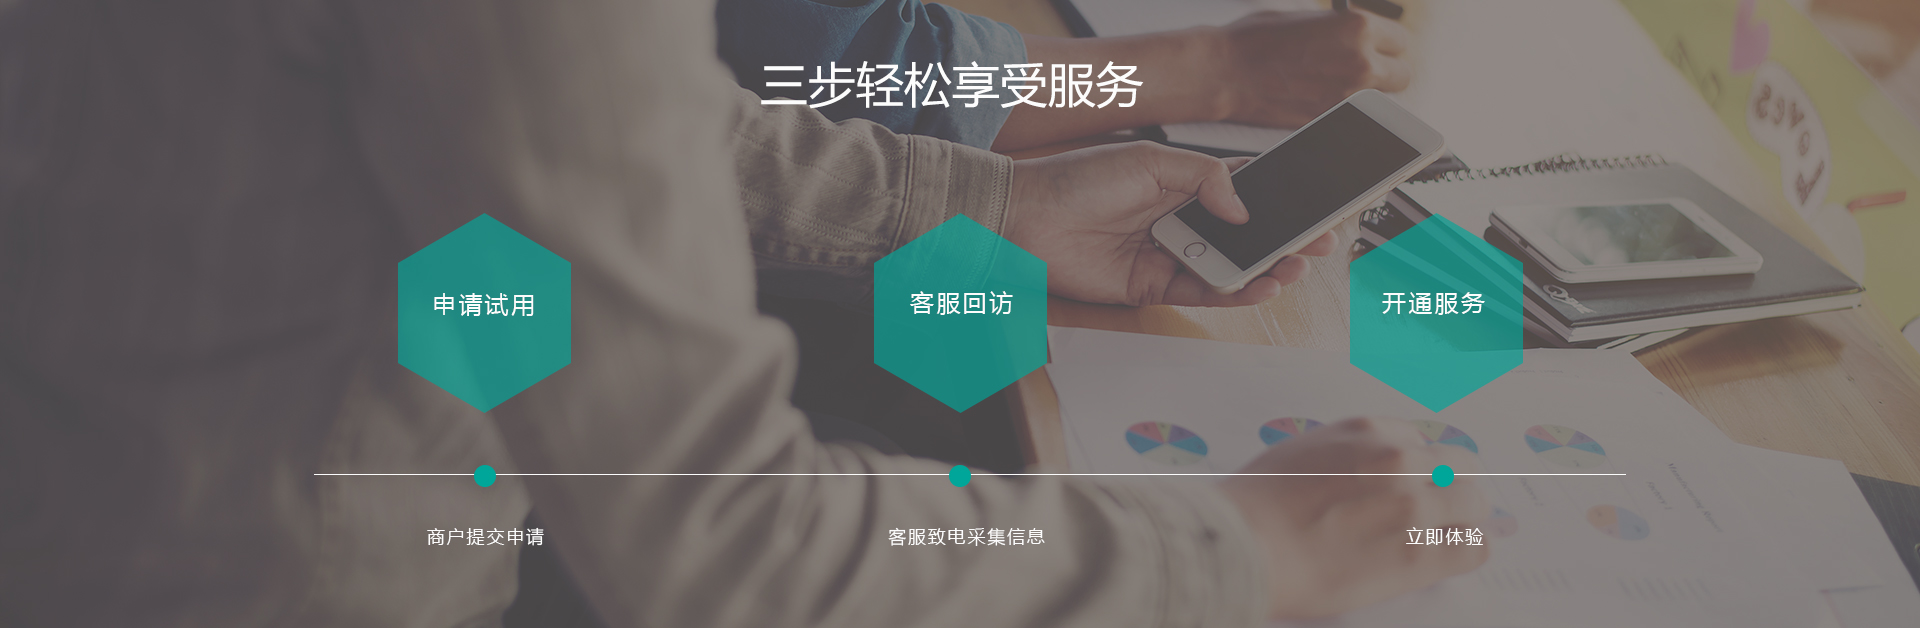 三步轻松享受服务
申请试用
客服回访
开通服务
商户提交申请
客服致电采集信息
立即体验